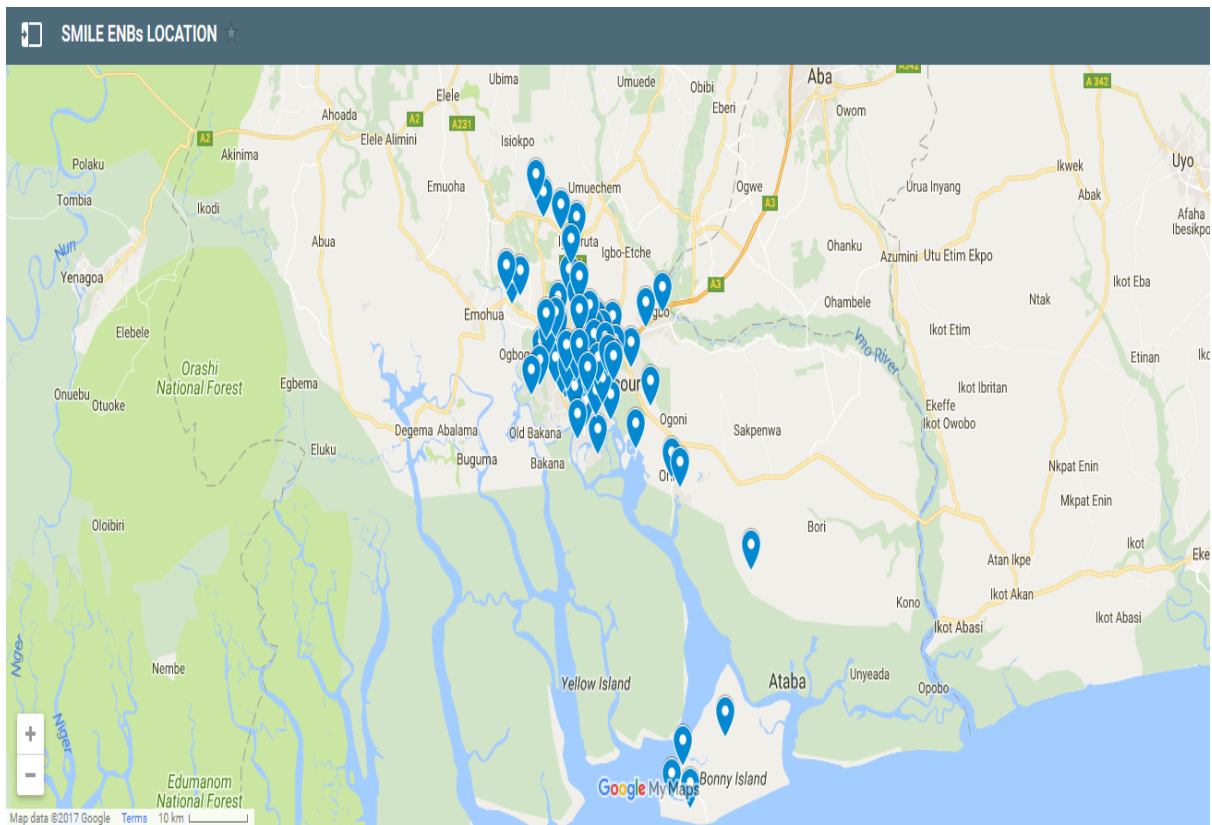 SMILE ENBs LOCATION
A342
Aba
Ubima
Umuede
Obibi
A 342
Elele
Eberi
Owom
Ahoada
A2
A231
Elele Alimini
Isiokpo
A2
Akinima
Polaku
Ikwek
Uyo
Emuoha
Umuechem
Ogwe
Urua Inyang
Abak
Tombia
Ikodi
A3
Afaha
Ibesikpo
Abua
Igbo-Etche
Ohanku
Azumini
Utu Etim Ekpo
Nun
Yenagoa
A3
Ikot Eba
Ohambele
Ntak
Emohua
Elebele
Ikot Etim
Imo River
Orashi
National Forest
Egbema
Etinan
Onuebu
Otuoke
Ikot Ibritan
Ekeffe
Ikot Owobo
Ogoni
Degema
Abalama
Old Bakana
Sakpenwa
Eluku
Buguma
Bakana
Nkpat Enin
Mkpat Enin
Oloibiri
Bori
Ikot
Eke
Atan Ikpe
Ikot Akan
Kono
Ikot Abasi
Ikot Abasi
Niger
Nembe
Yellow Island
Ataba
Unyeada
Opobo
Niger
+
−
Edumanom
National Forest
Bonny Island
Google My Maps
Map data ©2017 Google Terms 10 km